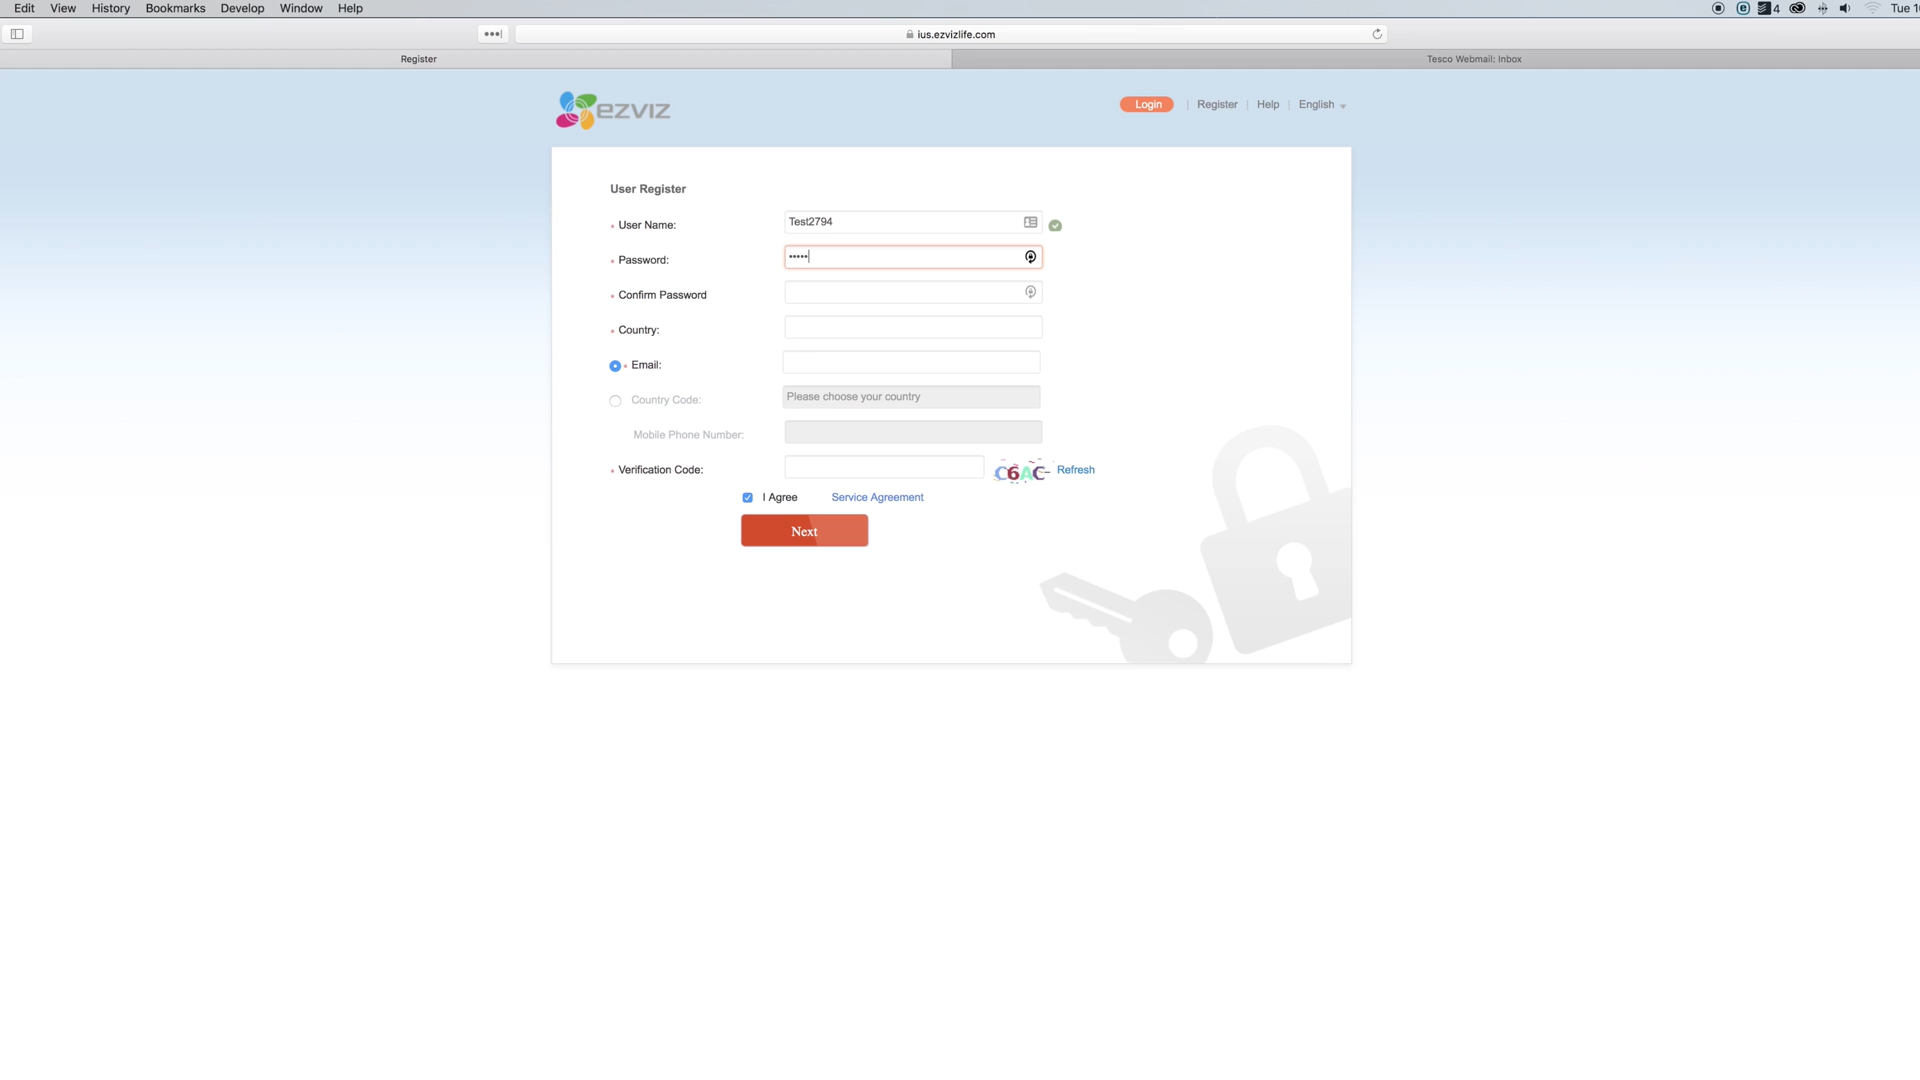 Edit View History Bookmarks Develop Window Help 4 Tue 1
ius.ezvizlife.com
Register Tesco Webmail: Inbox
ezviz Login | Register | Help | English
User Register
User Name: Test2794
Password: •••••
Confirm Password
Country:
Email:
Country Code: Please choose your country
Mobile Phone Number:
Verification Code: C6AC Refresh
I Agree Service Agreement
Next